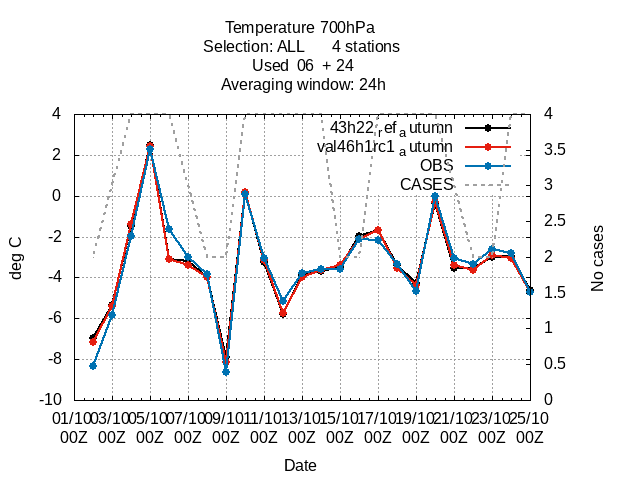 Temperature 700hPa
Selection: ALL 4 stations
Used 06 + 24
Averaging window: 24h
43h22,ref_autumn
val46h1rc1_autumn
OBS
CASES
4
2
0
-2
-4
-6
-8
-10
deg C
4
3.5
3
2.5
2
1.5
1
0.5
0
No cases
01/10 03/10 05/10 07/10 09/10 11/10 13/10 15/10 17/10 19/10 21/10 23/10 25/10
00Z 00Z 00Z 00Z 00Z 00Z 00Z 00Z 00Z 00Z 00Z 00Z 00Z
Date